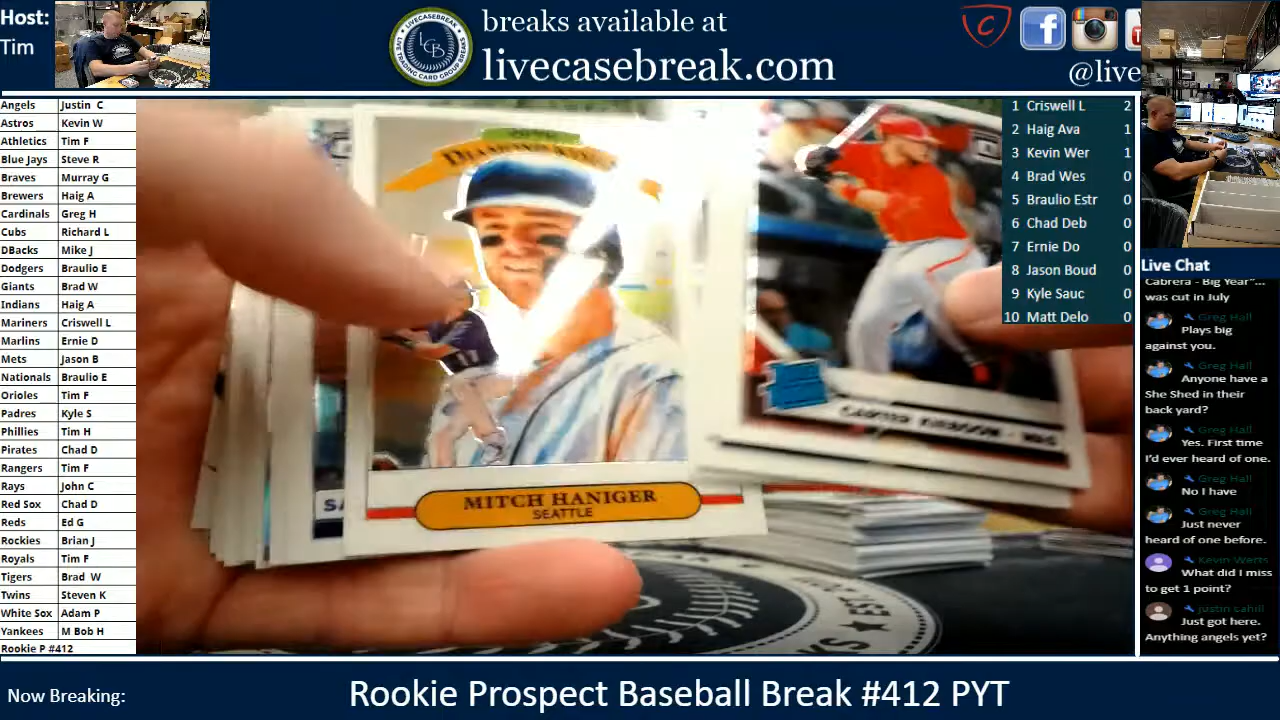 Host:
Tim
breaks available at
livecasebreak.com
@live
LIVECASEBREAK
LCB
Angels Justin C
Astros Kevin W
Athletics Tim F
Blue Jays Steve R
Braves Murray G
Brewers Haig A
Cardinals Greg H
Cubs Richard L
DBacks Mike J
Dodgers Braulio E
Giants Brad W
Indians Haig A
Mariners Criswell L
Marlins Ernie D
Mets Jason B
Nationals Braulio E
Orioles Tim F
Padres Kyle S
Phillies Tim H
Pirates Chad D
Rangers Tim F
Rays John C
Red Sox Chad D
Reds Ed G
Rockies Brian J
Royals Tim F
Tigers Brad W
Twins Steven K
White Sox Adam P
Yankees M Bob H
Rookie P #412
MITCH HANIGER
SEATTLE
1 Criswell L 2
2 Haig Ava 1
3 Kevin Wer 1
4 Brad Wes 0
5 Braulio Estr 0
6 Chad Deb 0
7 Ernie Do 0
8 Jason Boud 0
9 Kyle Sauc 0
10 Matt Delo 0
Live Chat
Cabrera - Big Year"...
was cut in July
Greg Hall
Plays big
against you.
Greg Hall
Anyone have a
She Shed in their
back yard?
Greg Hall
Yes. First time
I'd ever heard of one.
Greg Hall
No I have
Greg Hall
Just never
heard of one before.
Kevin Werts
What did I miss
to get 1 point?
justin cahill
Just got here.
Anything angels yet?
Now Breaking:
Rookie Prospect Baseball Break #412 PYT